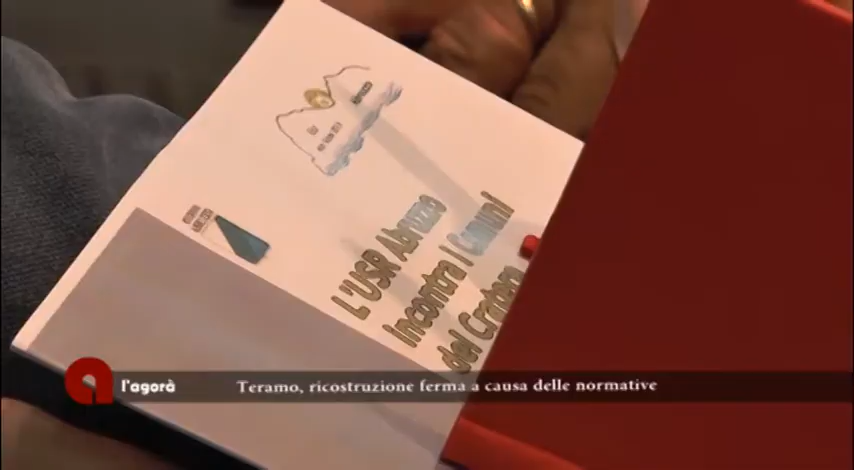 L'USR Abruzzo
Incontra I Comuni
del Cratere
l'agorà
Teramo, ricostruzione ferma a causa delle normative